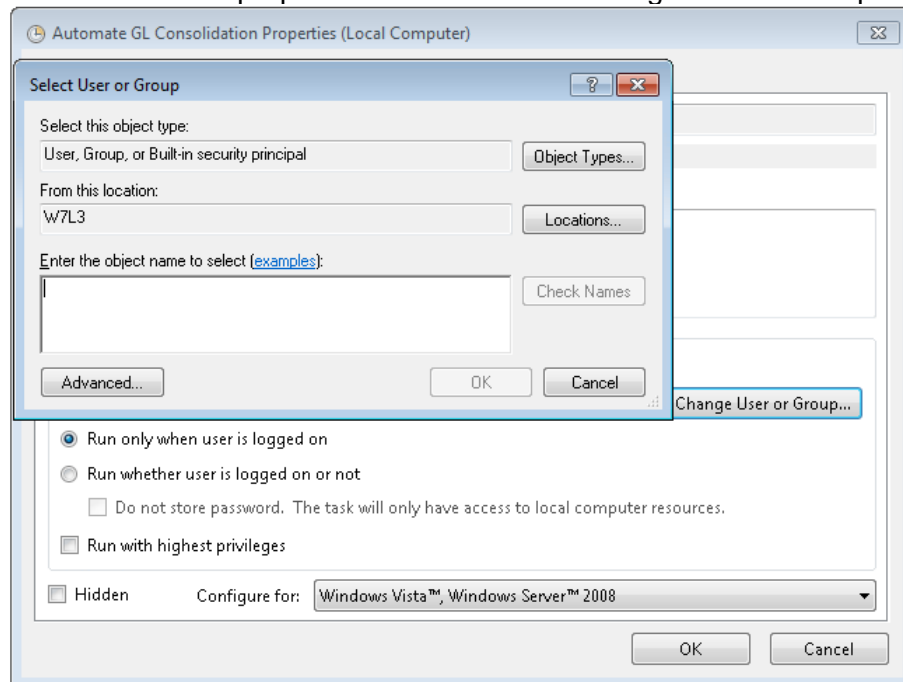 Automate GL Consolidation Properties (Local Computer)
Select User or Group
Select this object type:
User, Group, or Built-in security principal
Object Types...
From this location:
W7L3
Locations...
Enter the object name to select (examples):
Check Names
Advanced...
OK
Cancel
Change User or Group...
Run only when user is logged on
Run whether user is logged on or not
Do not store password. The task will only have access to local computer resources.
Run with highest privileges
Hidden
Configure for:
Windows Vista™, Windows Server™ 2008
OK
Cancel